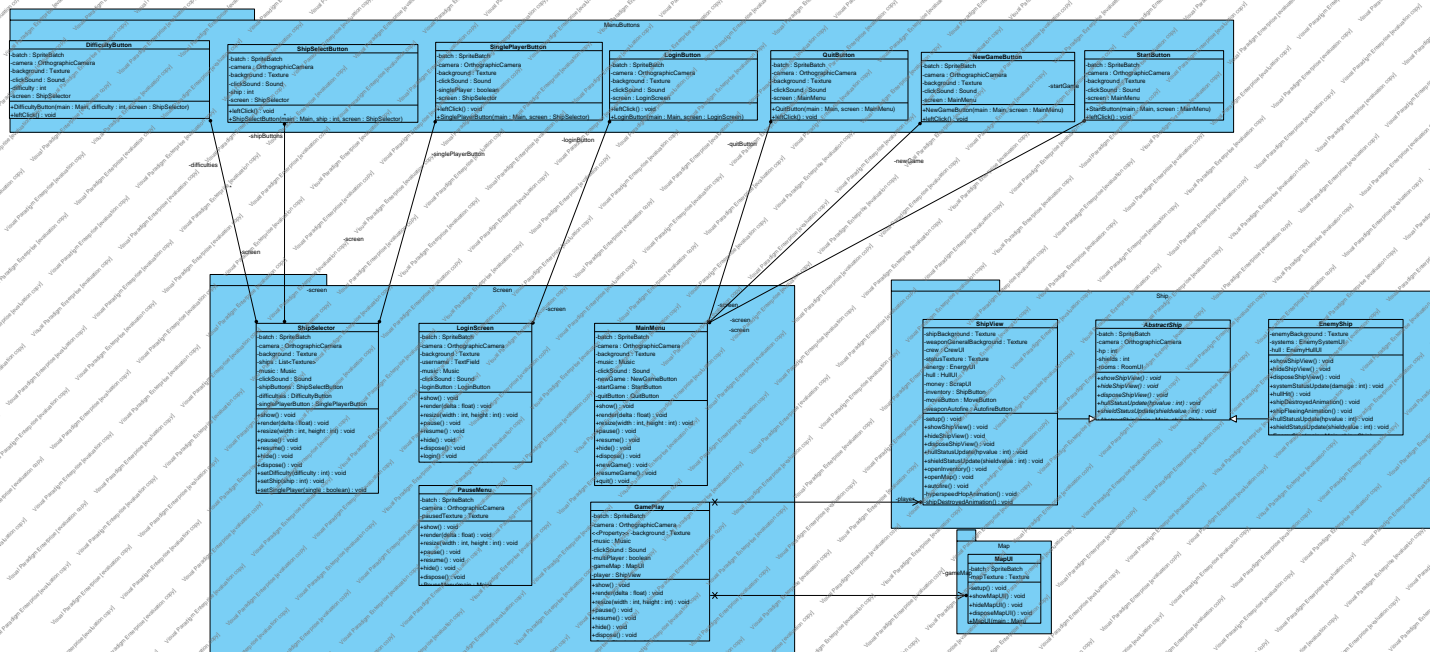 MenuButtons
DifficultyButton
-batch : SpriteBatch
-camera : OrthographicCamera
-background : Texture
-clickSound : Sound
-difficulty : int
-screen : ShipSelector
+DifficultyButton(main : Main, difficulty : int, screen : ShipSelector)
+leftClick() : void
ShipSelectButton
-batch : SpriteBatch
-camera : OrthographicCamera
-background : Texture
-clickSound : Sound
-ship : int
-screen : ShipSelector
+leftClick() : void
+ShipSelectButton(main : Main, ship : int, screen : ShipSelector)
SinglePlayerButton
-batch : SpriteBatch
-camera : OrthographicCamera
-background : Texture
-clickSound : Sound
-singlePlayer : boolean
-screen : ShipSelector
+leftClick() : void
+SinglePlayerButton(main : Main, screen : ShipSelector)
LoginButton
-batch : SpriteBatch
-camera : OrthographicCamera
-background : Texture
-clickSound : Sound
-screen : LoginScreen
+leftClick() : void
+LoginButton(main : Main, screen : LoginScreen)
QuitButton
-batch : SpriteBatch
-camera : OrthographicCamera
-background : Texture
-clickSound : Sound
-screen : MainMenu
+QuitButton(main : Main, screen : MainMenu)
+leftClick() : void
NewGameButton
-batch : SpriteBatch
-camera : OrthographicCamera
-background : Texture
-clickSound : Sound
-screen : MainMenu
+NewGameButton(main : Main, screen : MainMenu)
+leftClick() : void
-startGame
StartButton
-batch : SpriteBatch
-camera : OrthographicCamera
-background : Texture
-clickSound : Sound
-screen : MainMenu
+StartButton(main : Main, screen : MainMenu)
+leftClick() : void
-shipButtons
-difficulties
-singlePlayerButton
-loginButton
-quitButton
-newGame
-screen
-screen
-screen
-screen
-screen
-screen
-screen
Screen
ShipSelector
-batch : SpriteBatch
-camera : OrthographicCamera
-background : Texture
-ships : List<Texture>
-music : Music
-clickSound : Sound
-shipButtons : ShipSelectButton
-difficulties : DifficultyButton
-singlePlayerButton : SinglePlayerButton
+show() : void
+render(delta : float) : void
+resize(width : int, height : int) : void
+pause() : void
+resume() : void
+hide() : void
+dispose() : void
+setDifficulty(difficulty : int) : void
+setShip(ship : int) : void
+setSinglePlayer(single : boolean) : void
LoginScreen
-batch : SpriteBatch
-camera : OrthographicCamera
-background : Texture
-username : TextField
-music : Music
-clickSound : Sound
-loginButton : LoginButton
+show() : void
+render(delta : float) : void
+resize(width : int, height : int) : void
+pause() : void
+resume() : void
+hide() : void
+dispose() : void
+login() : void
MainMenu
-batch : SpriteBatch
-camera : OrthographicCamera
-background : Texture
-music : Music
-clickSound : Sound
-newGame : NewGameButton
-startGame : StartButton
-quitButton : QuitButton
+show() : void
+render(delta : float) : void
+resize(width : int, height : int) : void
+pause() : void
+resume() : void
+hide() : void
+dispose() : void
+newGame() : void
+resumeGame() : void
+quit() : void
PauseMenu
-batch : SpriteBatch
-camera : OrthographicCamera
-pausedTexture : Texture
+show() : void
+render(delta : float) : void
+resize(width : int, height : int) : void
+pause() : void
+resume() : void
+hide() : void
+dispose() : void
GamePlay
-batch : SpriteBatch
-camera : OrthographicCamera
<<Property>> -background : Texture
-music : Music
-clickSound : Sound
-multiPlayer : boolean
-gameMap : MapUI
-player : ShipView
+show() : void
+render(delta : float) : void
+resize(width : int, height : int) : void
+pause() : void
+resume() : void
+hide() : void
+dispose() : void
Ship
ShipView
-shipBackground : Texture
-weaponGeneralBackground : Texture
-crew : CrewUI
-statusTexture : Texture
-energy : EnergyUI
-hull : HullUI
-money : ScrapUI
-inventory : ShipButton
-moveButton : MoveButton
-weaponAutofire : AutofireButton
-setup() : void
+showShipView() : void
+hideShipView() : void
+disposeShipView() : void
+hullStatusUpdate(hpvalue : int) : void
+shieldStatusUpdate(shieldvalue : int) : void
+openInventory() : void
+openMap() : void
+autofire() : void
-hyperspeedHopAnimation() : void
-shipDestroyedAnimation() : void
-player
AbstractShip
-batch : SpriteBatch
-camera : OrthographicCamera
-hp : int
-shields : int
-rooms : RoomUI
+showShipView() : void
+hideShipView() : void
+disposeShipView() : void
+hullStatusUpdate(hpvalue : int) : void
+shieldStatusUpdate(shieldvalue : int) : void
EnemyShip
-enemyBackground : Texture
-systems : EnemySystemUI
-hull : EnemyHullUI
+showShipView() : void
+hideShipView() : void
+disposeShipView() : void
+systemStatusUpdate(damage : int) : void
+hullHit() : void
+shipDestroyedAnimation() : void
+shipFleeingAnimation() : void
+hullStatusUpdate(hpvalue : int) : void
+shieldStatusUpdate(shieldvalue : int) : void
Map
-gameMap
MapUI
-batch : SpriteBatch
-mapTexture : Texture
-setup() : void
+showMapUI() : void
+hideMapUI() : void
+disposeMapUI() : void
+MapUI(main : Main)
Visual Paradigm Enterprise [evaluation copy]